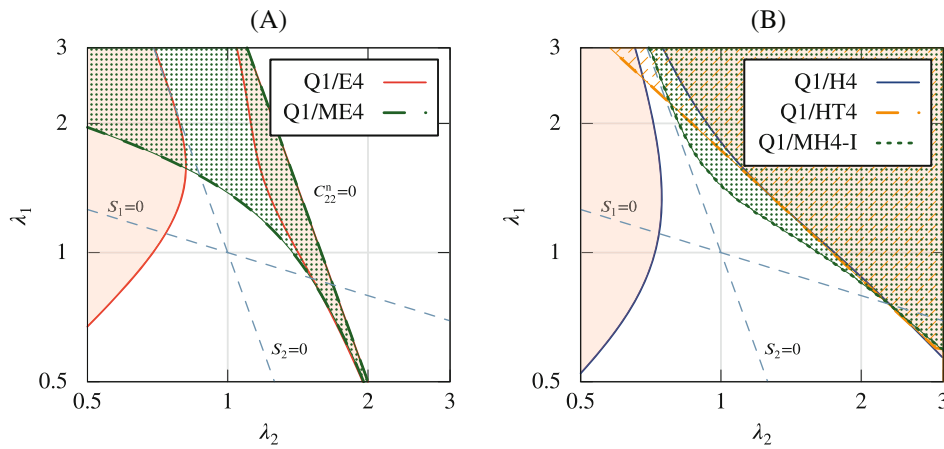 (A)
3
2
1
0.5
λ₁
Q1/E4
Q1/ME4
S₁=0
Cⁿ₂₂=0
S₂=0
0.5
1
2
3
λ₂
(B)
3
2
1
0.5
λ₁
Q1/H4
Q1/HT4
Q1/MH4-I
S₁=0
S₂=0
0.5
1
2
3
λ₂